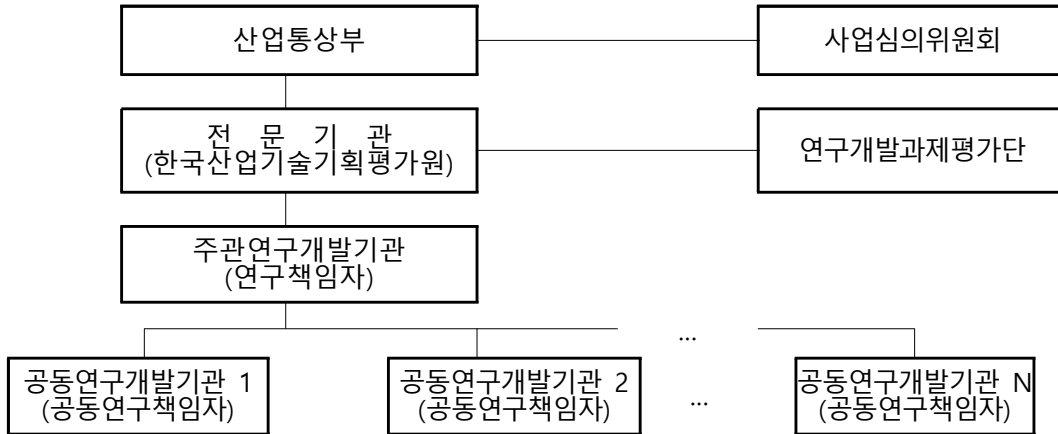 산업통상부
사업심의위원회
전 문 기 관
(한국산업기술기획평가원)
연구개발과제평가단
주관연구개발기관
(연구책임자)
...
공동연구개발기관 1
(공동연구책임자)
공동연구개발기관 2
(공동연구책임자)
...
공동연구개발기관 N
(공동연구책임자)